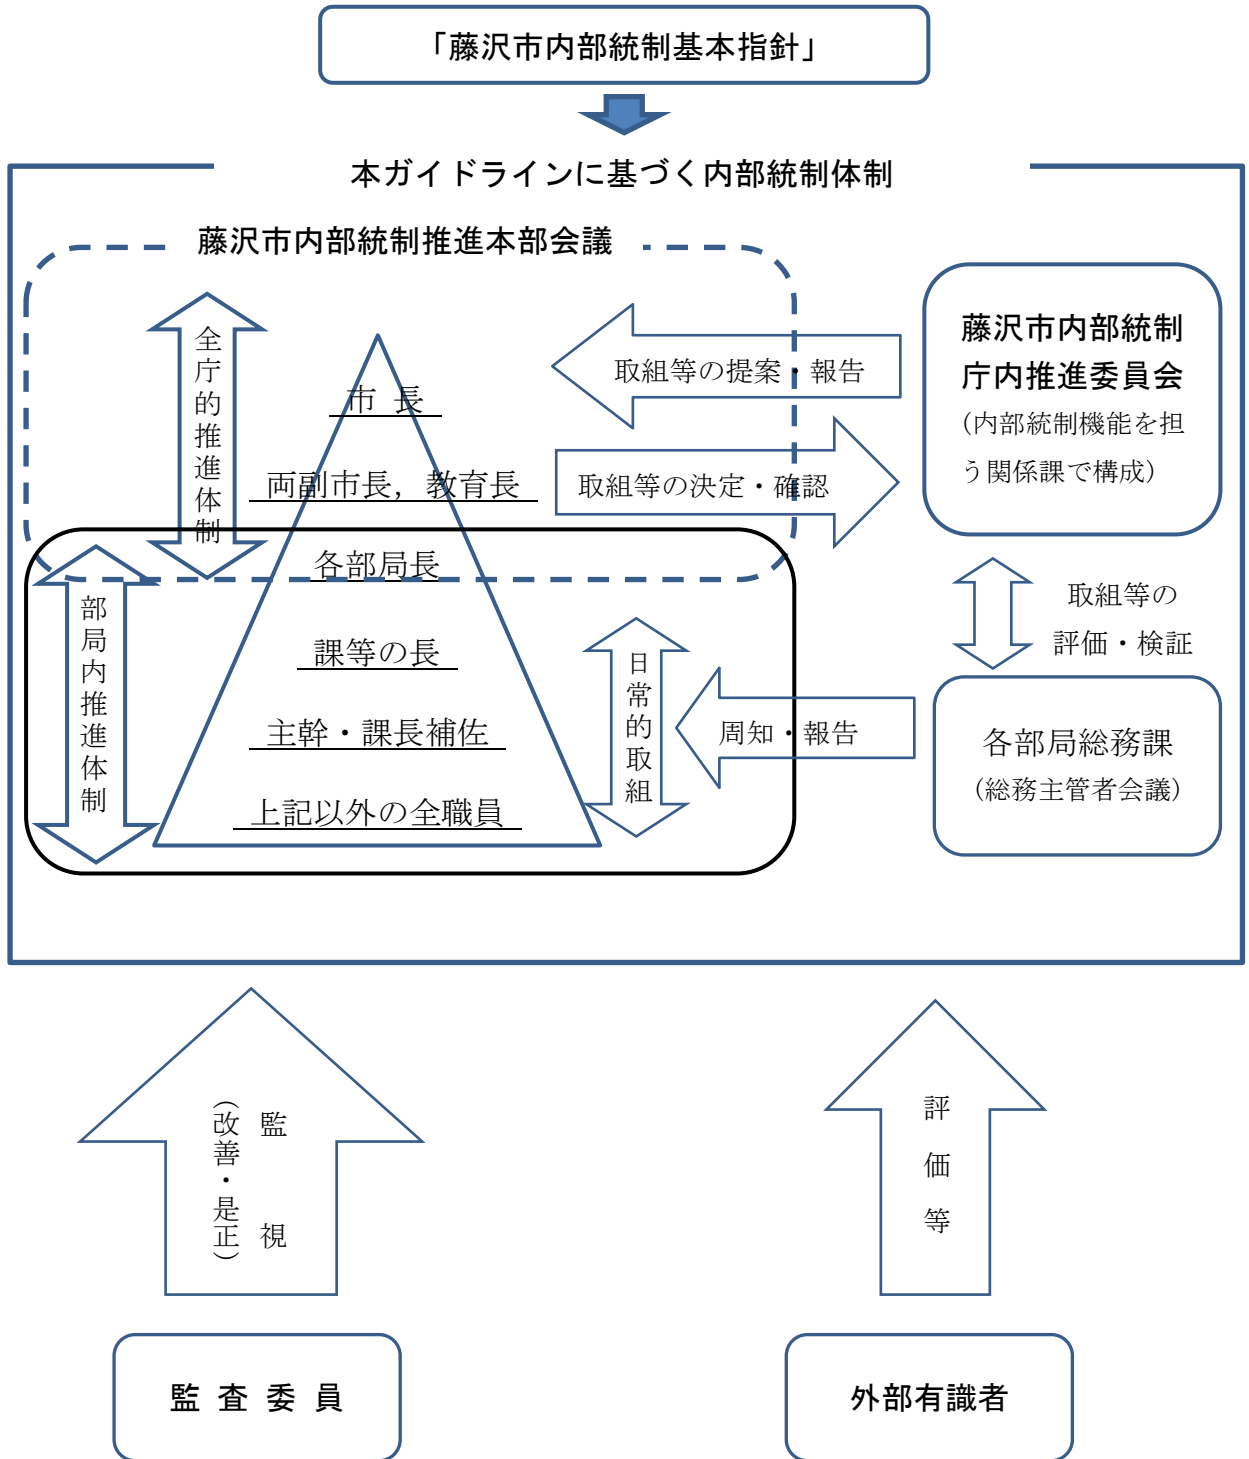 「藤沢市内部統制基本指針」
本ガイドラインに基づく内部統制体制
藤沢市内部統制推進本部会議
全庁的推進体制
市 長
両副市長，教育長
各部局長
課等の長
主幹・課長補佐
上記以外の全職員
部局内推進体制
日常的取組
取組等の提案・報告
取組等の決定・確認
周知・報告
藤沢市内部統制
庁内推進委員会
（内部統制機能を担
う関係課で構成）
取組等の
評価・検証
各部局総務課
（総務主管者会議）
監 視
（改善・是正）
評 価 等
監 査 委 員
外部有識者